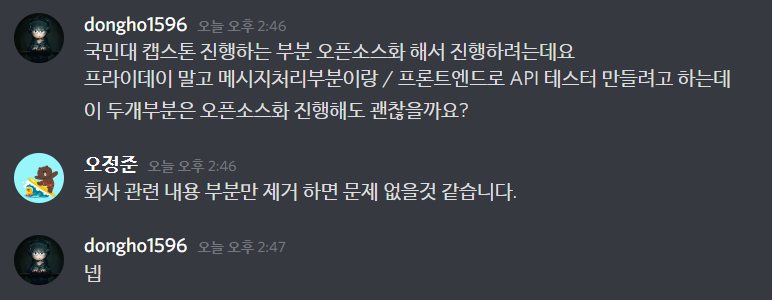 dongho1596 오늘 오후 2:46
국민대 캡스톤 진행하는 부분 오픈소스화 해서 진행하려는데요
프라이데이 말고 메시지처리부분이랑 / 프론트엔드로 API 테스터 만들려고 하는데
이 두개부분은 오픈소스화 진행해도 괜찮을까요?
오정준 오늘 오후 2:46
회사 관련 내용 부분만 제거 하면 문제 없을것 같습니다.
dongho1596 오늘 오후 2:47
넵